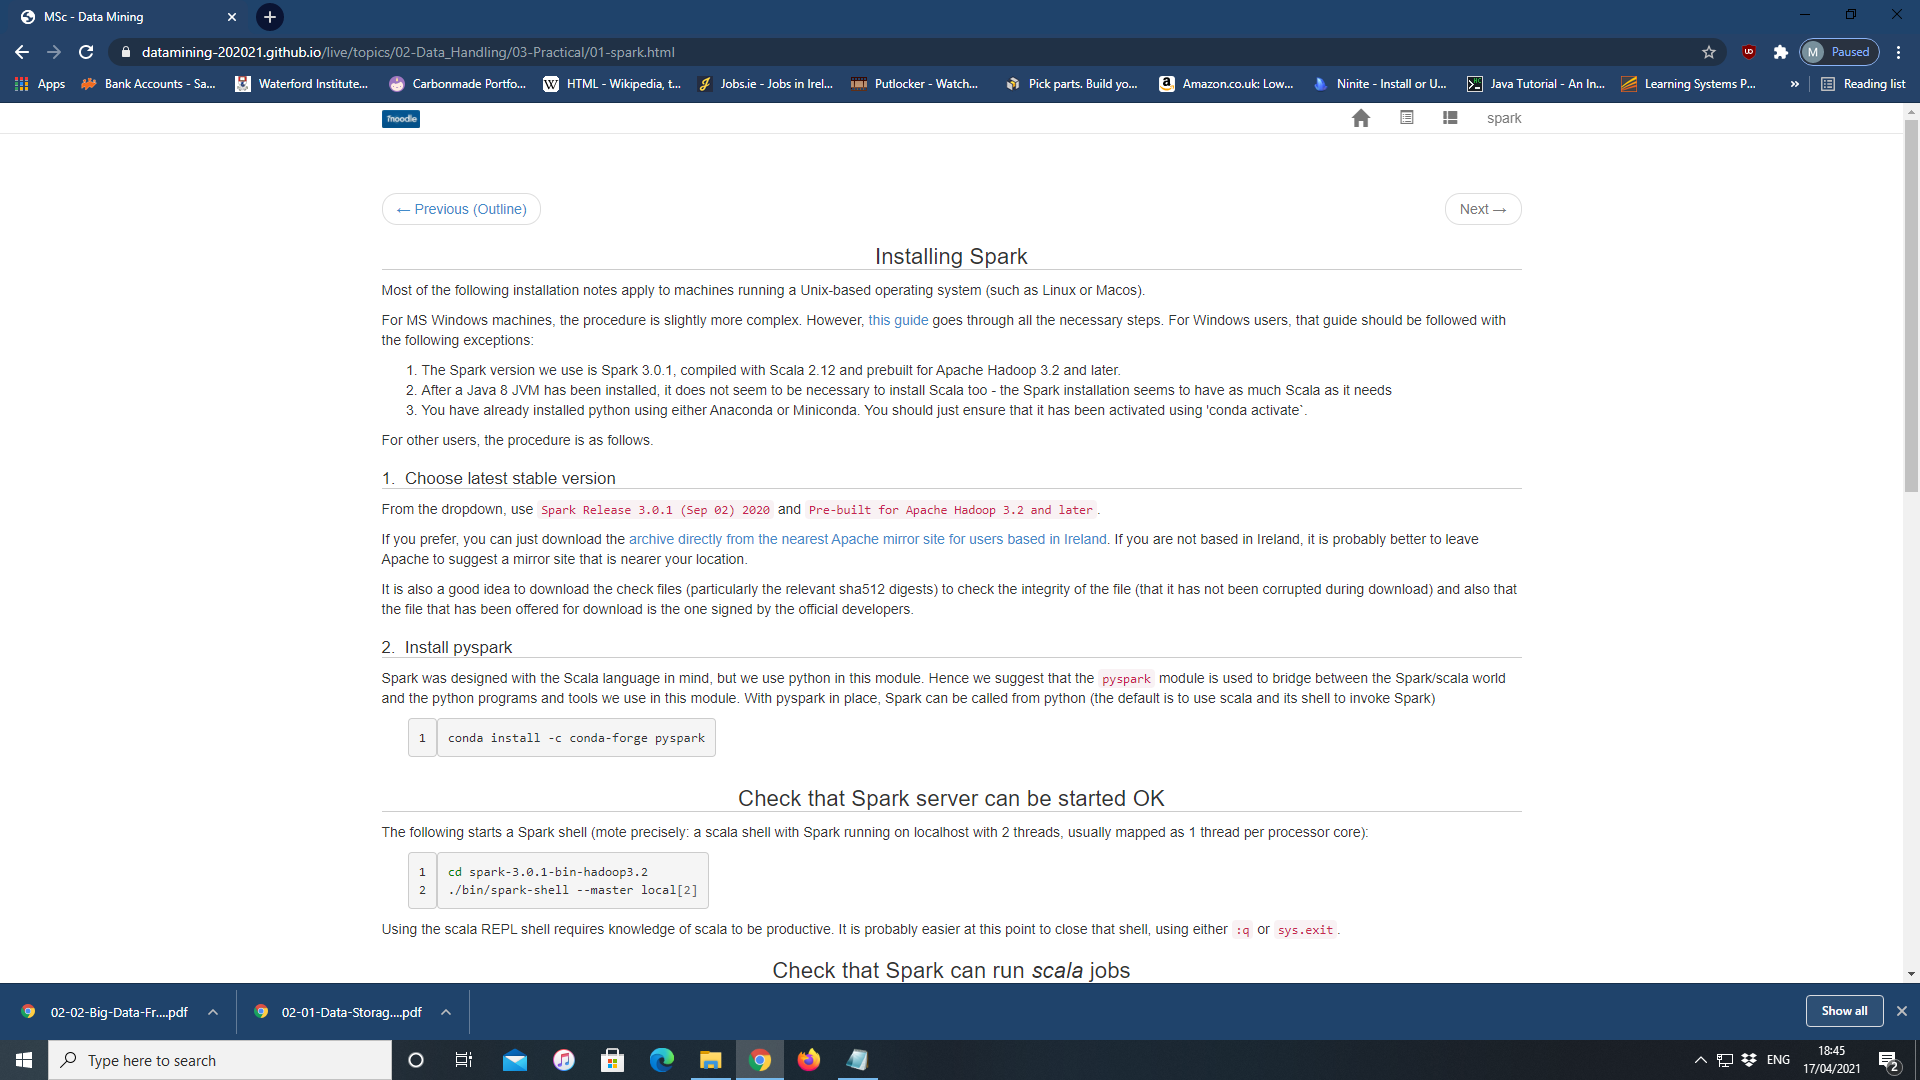 MSc - Data Mining
datamining-202021.github.io/live/topics/02-Data_Handling/03-Practical/01-spark.html
M Paused
Apps
Bank Accounts - Sa...
Waterford Institute...
Carbonmade Portfo...
HTML - Wikipedia, t...
Jobs.ie - Jobs in Irel...
Putlocker - Watch...
Pick parts. Build yo...
Amazon.co.uk: Low...
Ninite - Install or U...
Java Tutorial - An In...
Learning Systems P...
»
Reading list
moodle
spark
← Previous (Outline)
Next →
Installing Spark
Most of the following installation notes apply to machines running a Unix-based operating system (such as Linux or Macos).
For MS Windows machines, the procedure is slightly more complex. However, this guide goes through all the necessary steps. For Windows users, that guide should be followed with
the following exceptions:
1. The Spark version we use is Spark 3.0.1, compiled with Scala 2.12 and prebuilt for Apache Hadoop 3.2 and later.
2. After a Java 8 JVM has been installed, it does not seem to be necessary to install Scala too - the Spark installation seems to have as much Scala as it needs
3. You have already installed python using either Anaconda or Miniconda. You should just ensure that it has been activated using 'conda activate`.
For other users, the procedure is as follows.
1. Choose latest stable version
From the dropdown, use Spark Release 3.0.1 (Sep 02) 2020 and Pre-built for Apache Hadoop 3.2 and later.
If you prefer, you can just download the archive directly from the nearest Apache mirror site for users based in Ireland. If you are not based in Ireland, it is probably better to leave
Apache to suggest a mirror site that is nearer your location.
It is also a good idea to download the check files (particularly the relevant sha512 digests) to check the integrity of the file (that it has not been corrupted during download) and also that
the file that has been offered for download is the one signed by the official developers.
2. Install pyspark
Spark was designed with the Scala language in mind, but we use python in this module. Hence we suggest that the pyspark module is used to bridge between the Spark/scala world
and the python programs and tools we use in this module. With pyspark in place, Spark can be called from python (the default is to use scala and its shell to invoke Spark)
1 conda install -c conda-forge pyspark
Check that Spark server can be started OK
The following starts a Spark shell (mote precisely: a scala shell with Spark running on localhost with 2 threads, usually mapped as 1 thread per processor core):
1 cd spark-3.0.1-bin-hadoop3.2
2 ./bin/spark-shell --master local[2]
Using the scala REPL shell requires knowledge of scala to be productive. It is probably easier at this point to close that shell, using either :q or sys.exit.
Check that Spark can run scala jobs
02-02-Big-Data-Fr....pdf
02-01-Data-Storag....pdf
Show all
Type here to search
ENG
18:45
17/04/2021
2